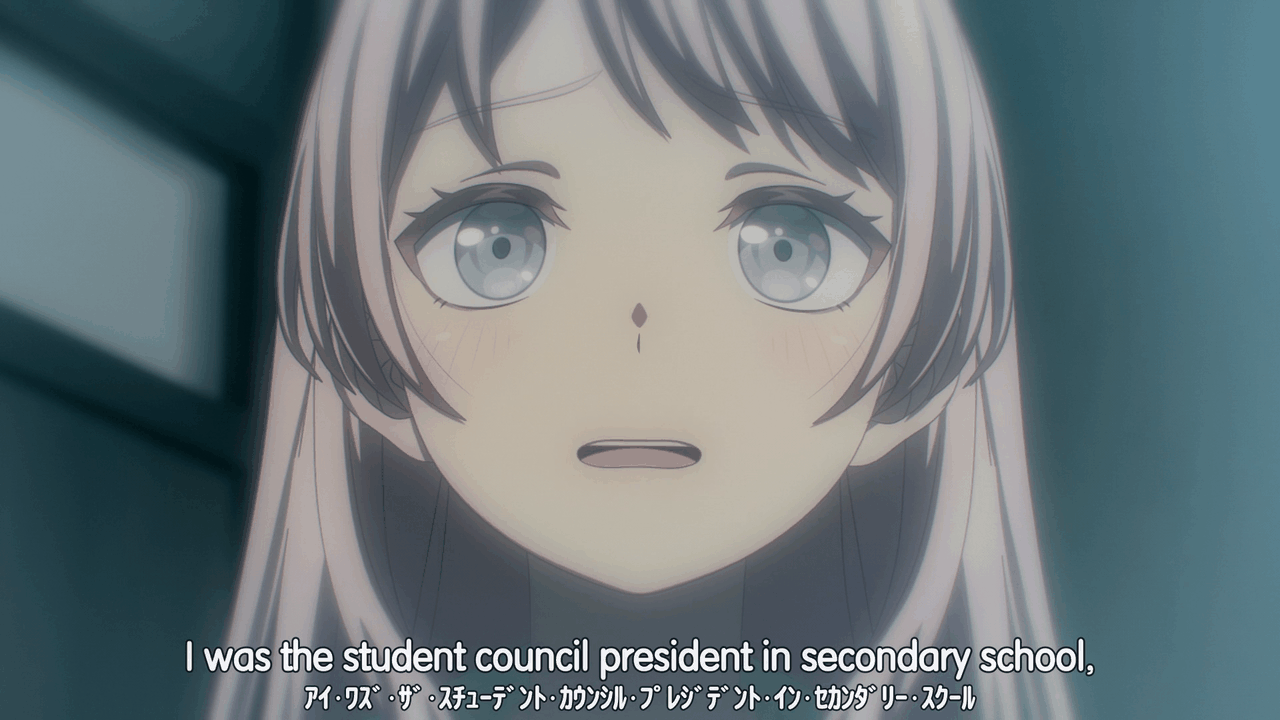 I was the student council president in secondary school,
ｱｲ･ﾜｽﾞ･ｻﾞ･ｽﾁｭｰﾃﾞﾝﾄ･ｶｳﾝｼﾙ･ﾌﾟﾚｼﾞﾃﾞﾝﾄ･ｲﾝ･ｾｶﾝﾀﾞﾘｰ･ｽｸｰﾙ